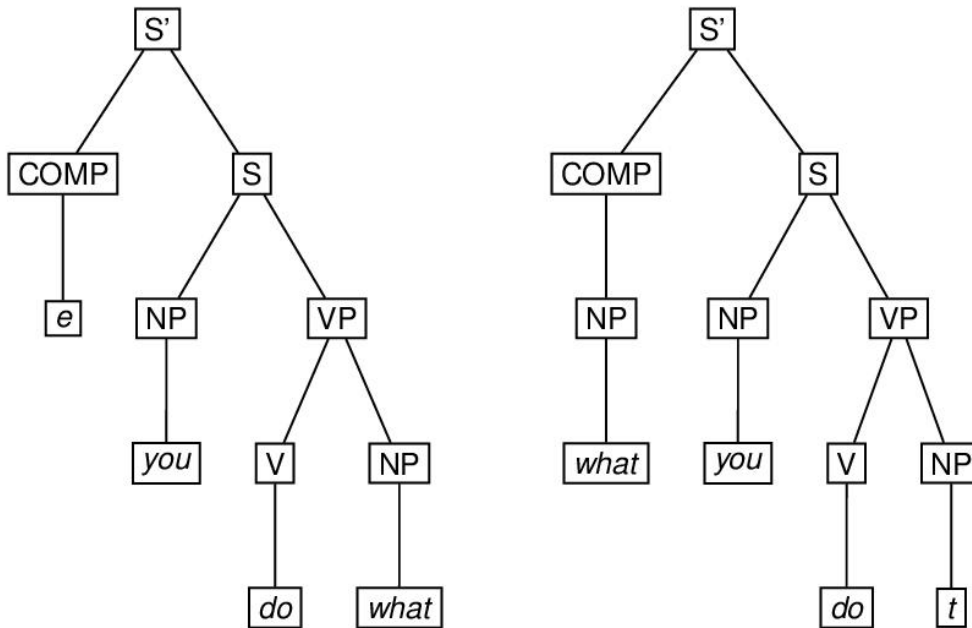 S' S'
COMP S COMP S
e NP VP NP NP VP
you V NP what you V NP
do what do t